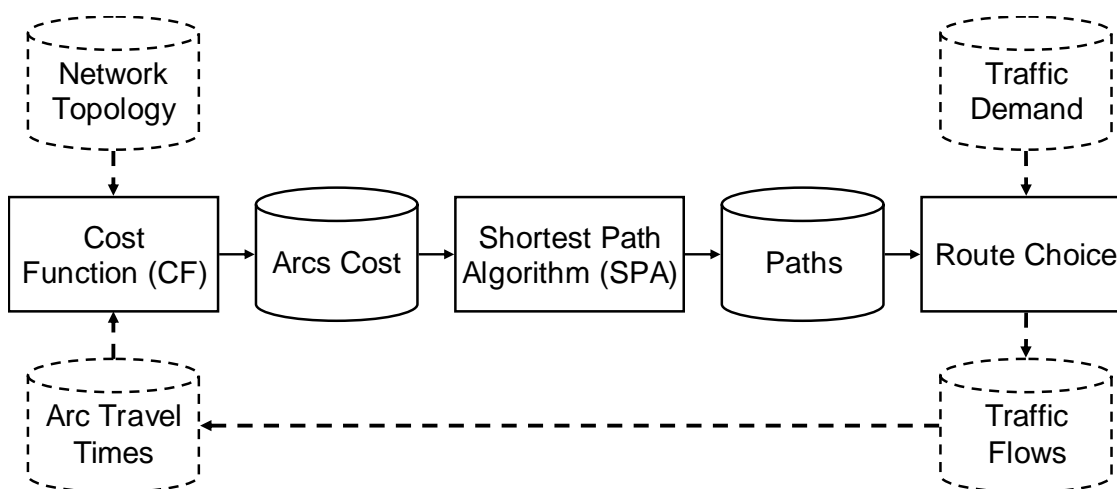 Network
Topology
Traffic
Demand
Cost
Function (CF)
Arcs Cost
Shortest Path
Algorithm (SPA)
Paths
Route Choice
Arc Travel
Times
Traffic
Flows